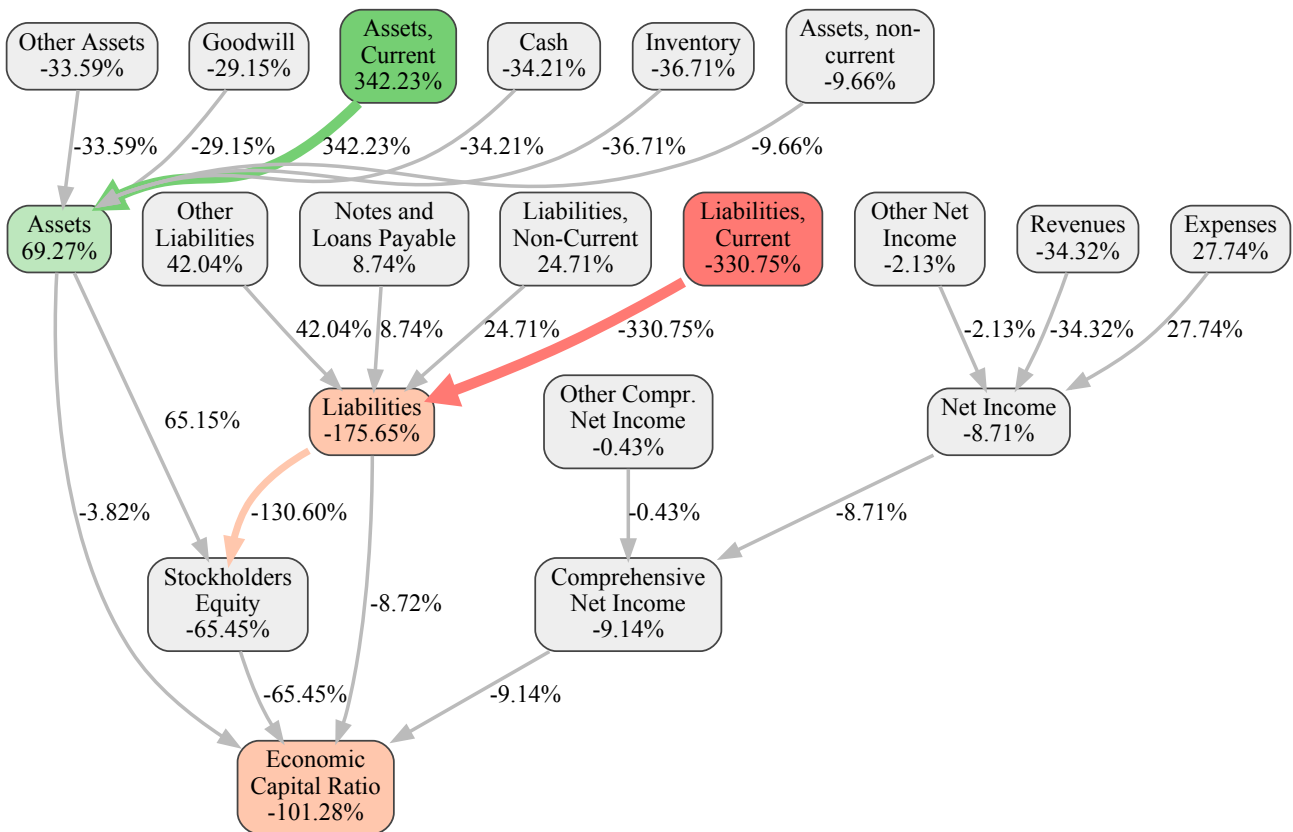 Other Assets
-33.59%
Goodwill
-29.15%
Assets,
Current
342.23%
Cash
-34.21%
Inventory
-36.71%
Assets, non-
current
-9.66%
-33.59%
-29.15%
342.23%
-34.21%
-36.71%
-9.66%
Assets
69.27%
Other
Liabilities
42.04%
Notes and
Loans Payable
8.74%
Liabilities,
Non-Current
24.71%
Liabilities,
Current
-330.75%
Other Net
Income
-2.13%
Revenues
-34.32%
Expenses
27.74%
42.04%
8.74%
24.71%
-330.75%
-2.13%
-34.32%
27.74%
Liabilities
-175.65%
Other Compr.
Net Income
-0.43%
Net Income
-8.71%
65.15%
-3.82%
-130.60%
-0.43%
-8.71%
Stockholders
Equity
-65.45%
-8.72%
Comprehensive
Net Income
-9.14%
-65.45%
-9.14%
Economic
Capital Ratio
-101.28%